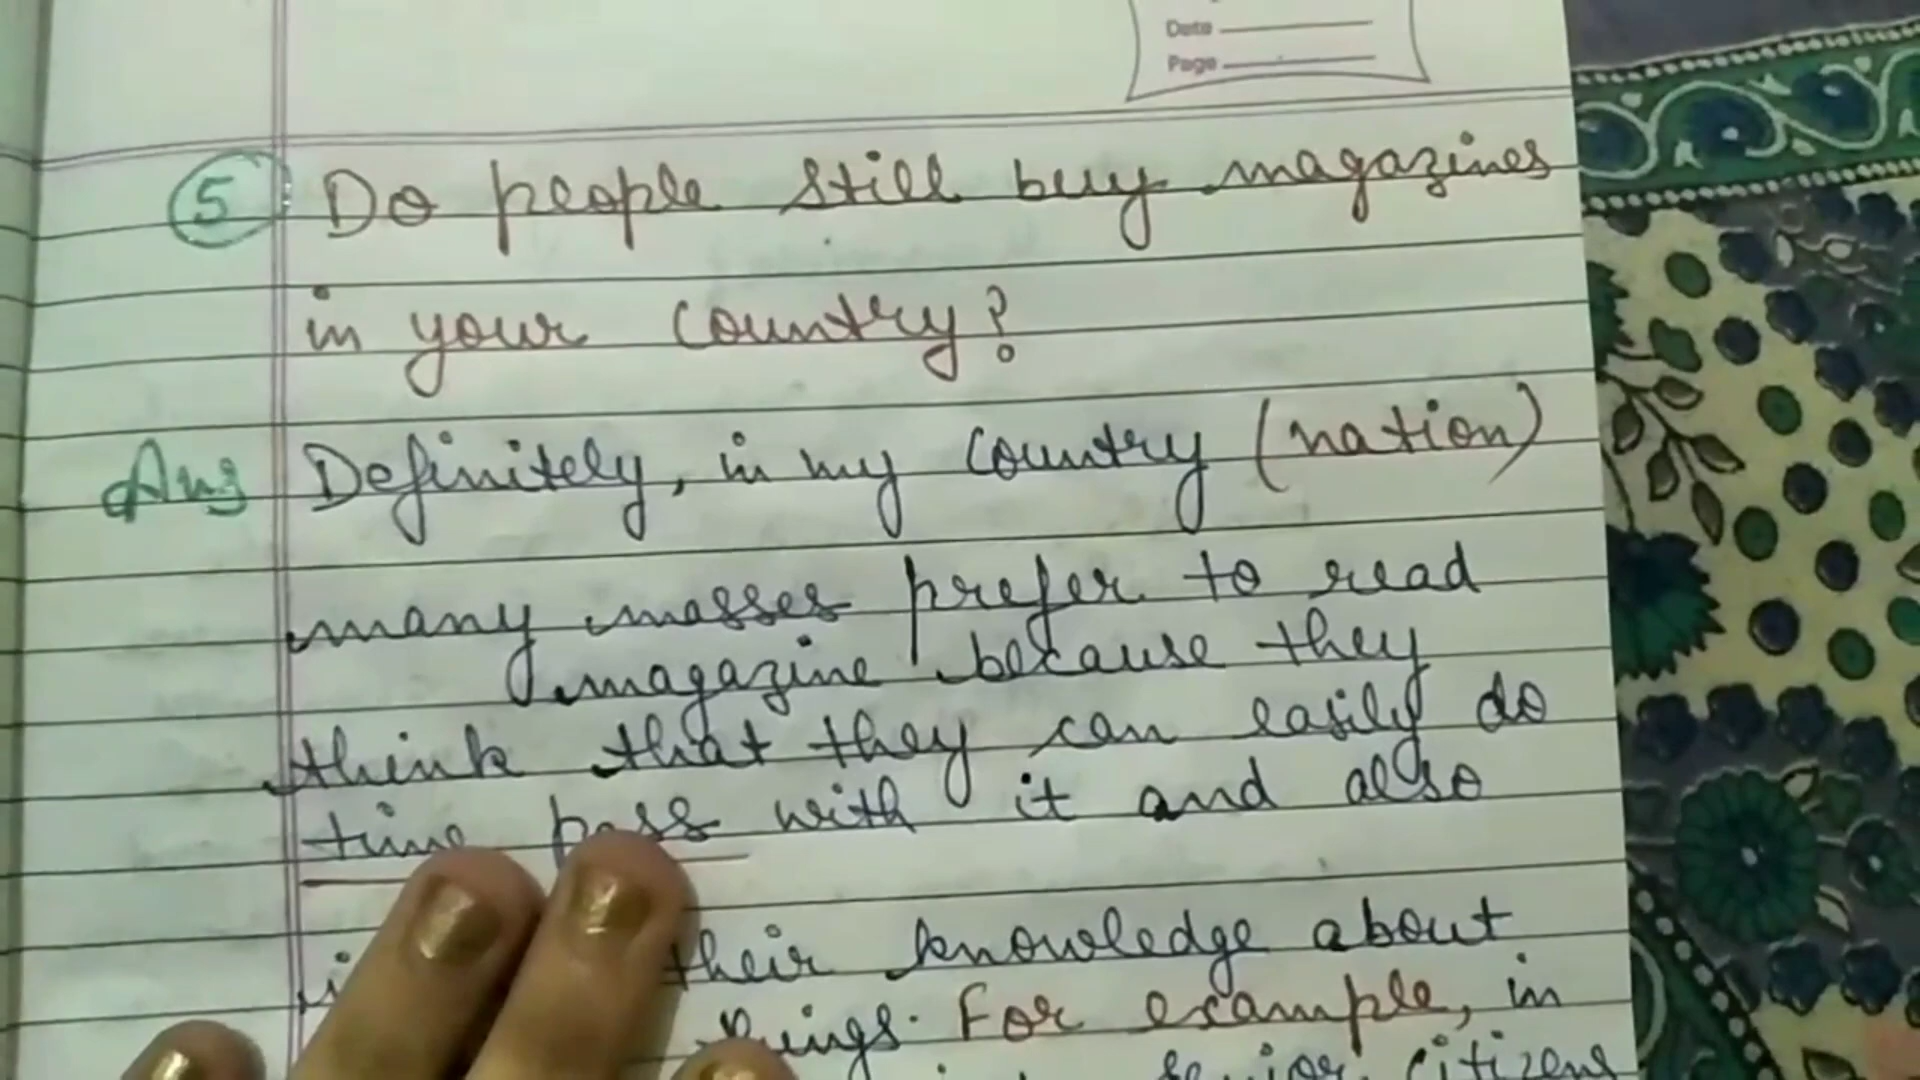 Date
Page
5 Do people still buy magazines
in your country?
Ans Definitely, in my country (nation)
many masses prefer to read
magazine because they
think that they can easily do
time pass with it and also
their knowledge about
For example, in
senior citizens